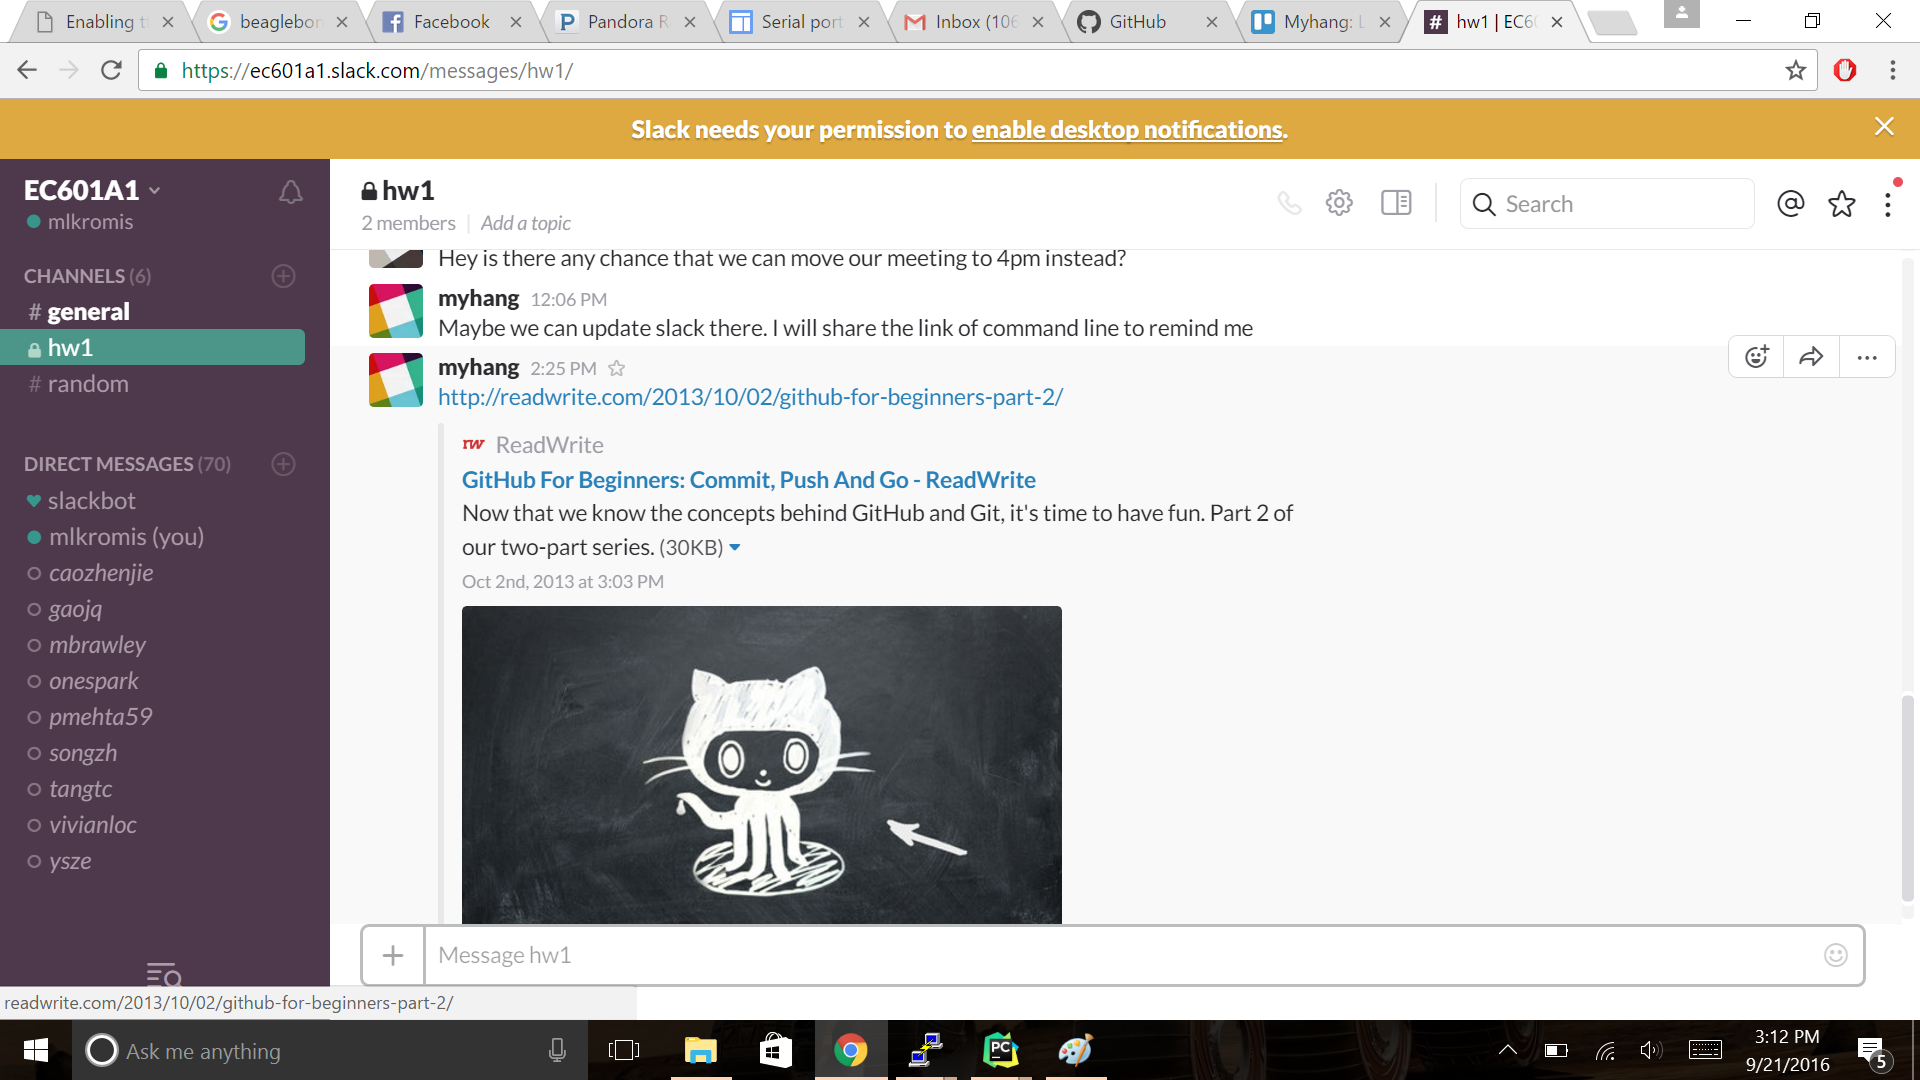 Enabling t
beaglebor
Facebook
Pandora R
Serial port
Inbox (106
GitHub
Myhang: L
hw1 | EC60
https://ec601a1.slack.com/messages/hw1/
Slack needs your permission to enable desktop notifications.
EC601A1
mlkromis
CHANNELS (6)
# general
hw1
# random
DIRECT MESSAGES (70)
slackbot
mlkromis (you)
caozhenjie
gaojq
mbrawley
onespark
pmehta59
songzh
tangtc
vivianloc
ysze
hw1
2 members
Add a topic
Search
Hey is there any chance that we can move our meeting to 4pm instead?
myhang 12:06 PM
Maybe we can update slack there. I will share the link of command line to remind me
myhang 2:25 PM
http://readwrite.com/2013/10/02/github-for-beginners-part-2/
rw ReadWrite
GitHub For Beginners: Commit, Push And Go - ReadWrite
Now that we know the concepts behind GitHub and Git, it's time to have fun. Part 2 of
our two-part series. (30KB)
Oct 2nd, 2013 at 3:03 PM
Message hw1
readwrite.com/2013/10/02/github-for-beginners-part-2/
Ask me anything
PC
3:12 PM
9/21/2016
5